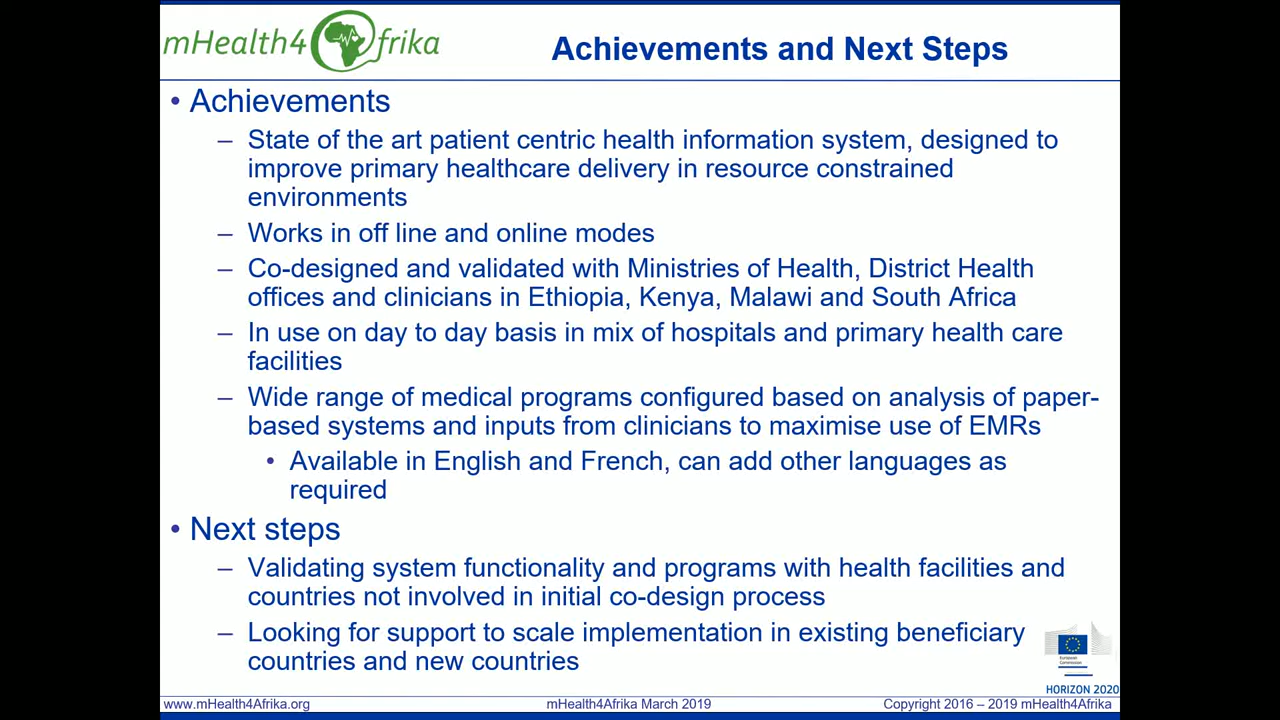 mHealth4Afrika
Achievements and Next Steps
• Achievements
– State of the art patient centric health information system, designed to
improve primary healthcare delivery in resource constrained
environments
– Works in off line and online modes
– Co-designed and validated with Ministries of Health, District Health
offices and clinicians in Ethiopia, Kenya, Malawi and South Africa
– In use on day to day basis in mix of hospitals and primary health care
facilities
– Wide range of medical programs configured based on analysis of paper-
based systems and inputs from clinicians to maximise use of EMRs
• Available in English and French, can add other languages as
required
• Next steps
– Validating system functionality and programs with health facilities and
countries not involved in initial co-design process
– Looking for support to scale implementation in existing beneficiary
countries and new countries
European
Commission
HORIZON 2020
www.mHealth4Afrika.org
mHealth4Afrika March 2019
Copyright 2016 – 2019 mHealth4Afrika